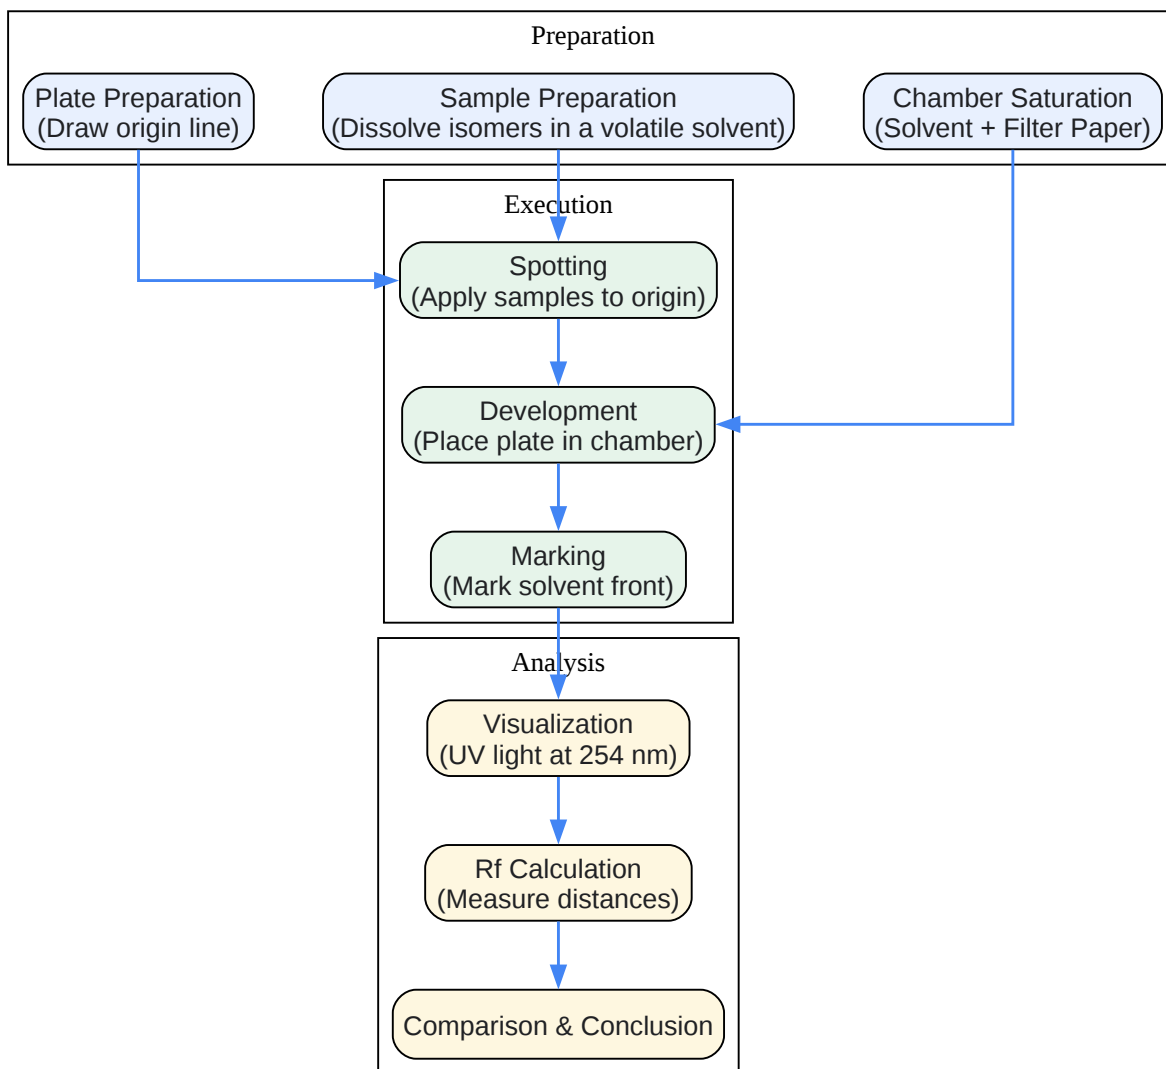 Preparation
Plate Preparation
(Draw origin line)
Sample Preparation
(Dissolve isomers in a volatile solvent)
Chamber Saturation
(Solvent + Filter Paper)
Execution
Spotting
(Apply samples to origin)
Development
(Place plate in chamber)
Marking
(Mark solvent front)
Analysis
Visualization
(UV light at 254 nm)
Rf Calculation
(Measure distances)
Comparison & Conclusion